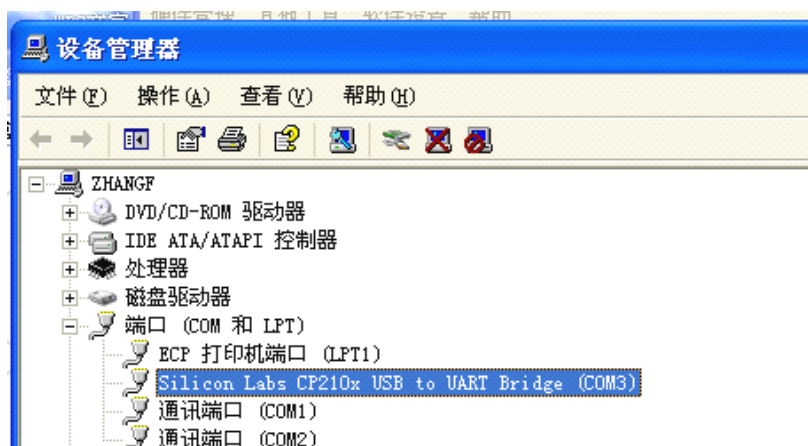 设备管理器
文件(F) 操作(A) 查看(V) 帮助(H)
ZHANGF
DVD/CD-ROM 驱动器
IDE ATA/ATAPI 控制器
处理器
磁盘驱动器
端口 (COM 和 LPT)
ECP 打印机端口 (LPT1)
Silicon Labs CP210x USB to UART Bridge (COM3)
通讯端口 (COM1)
通讯端口 (COM2)